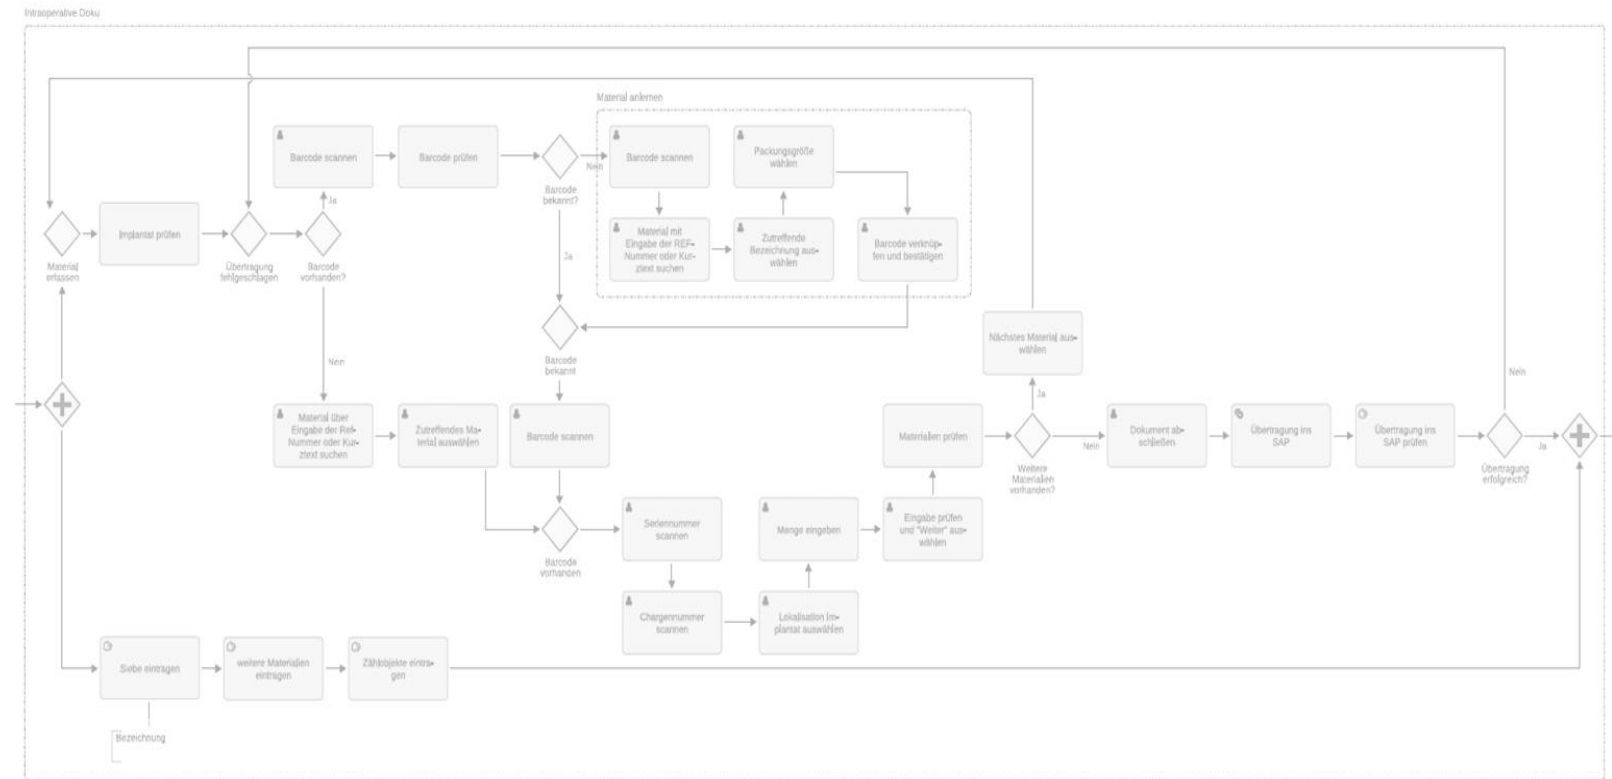 Intraoperative Doku
Material anlernen
Barcode scannen
Barcode prüfen
Nein
Barcode
bekannt?
Barcode scannen
Packungsgröße
wählen
Ja
Material
erfassen
Implantat prüfen
Übertragung
fehlgeschlagen
Barcode
vorhanden?
Material mit
Eingabe der REF-
Nummer oder Kur-
ztext suchen
Zutreffende
Bezeichnung aus-
wählen
Barcode verknüp-
fen und bestätigen
Ja
Barcode
bekannt
Nächstes Material aus-
wählen
Nein
Nein
Ja
Material über
Eingabe der Ref-
Nummer oder Kur-
ztext suchen
Zutreffendes Ma-
terial auswählen
Barcode scannen
Materialien prüfen
Weitere
Materialien
vorhanden?
Nein
Dokument ab-
schließen
Übertragung ins
SAP
Übertragung ins
SAP prüfen
Übertragung
erfolgreich?
Ja
Barcode
vorhanden
Seriennummer
scannen
Menge eingeben
Eingabe prüfen
und "Weiter" aus-
wählen
Chargennummer
scannen
Lokalisation Im-
plantat auswählen
Siebe eintragen
weitere Materialien
eintragen
Zählobjekte eintra-
gen
Bezeichnung